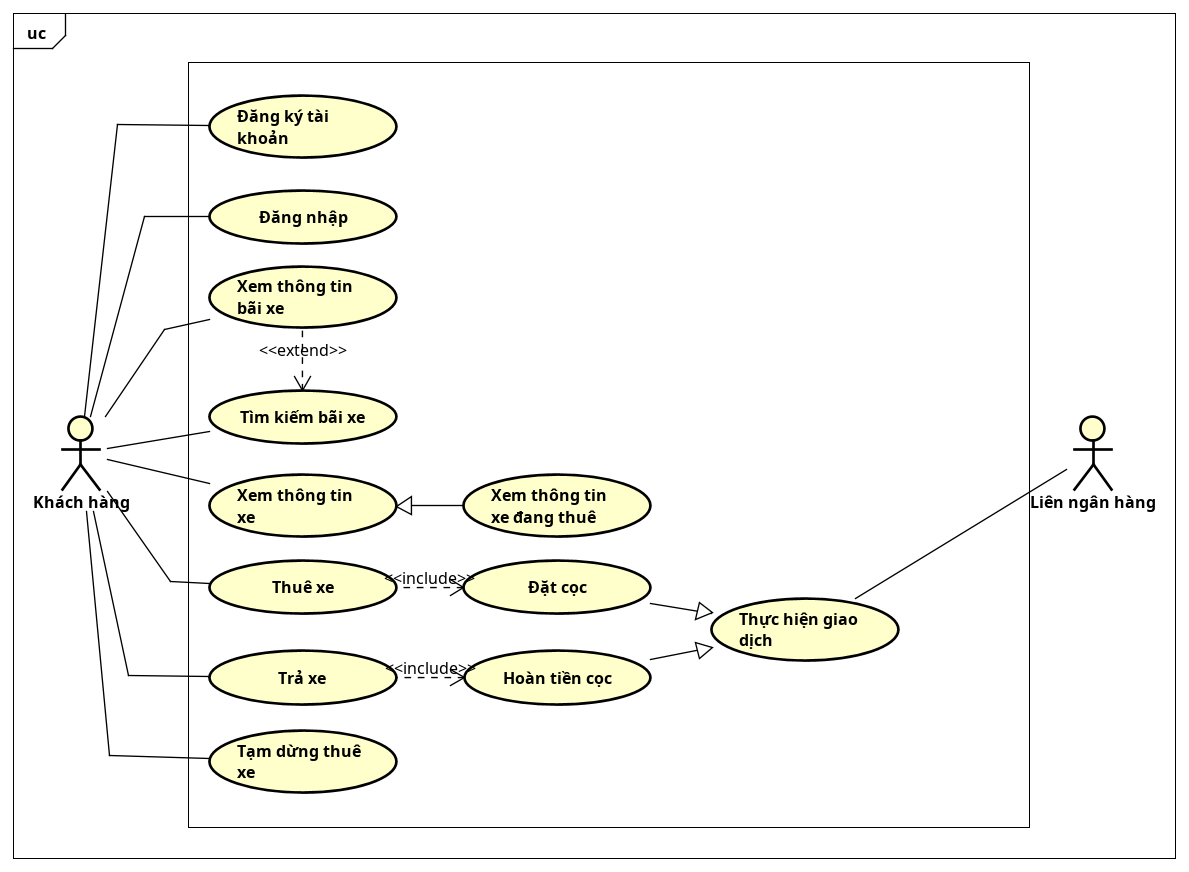 uc
Đăng ký tài
khoản
Đăng nhập
Xem thông tin
bãi xe
<<extend>>
Tìm kiếm bãi xe
Khách hàng
Liên ngân hàng
Xem thông tin
xe
Xem thông tin
xe đang thuê
Thuê xe
<<include>>
Đặt cọc
Thực hiện giao
dịch
Trả xe
<<include>>
Hoàn tiền cọc
Tạm dừng thuê
xe